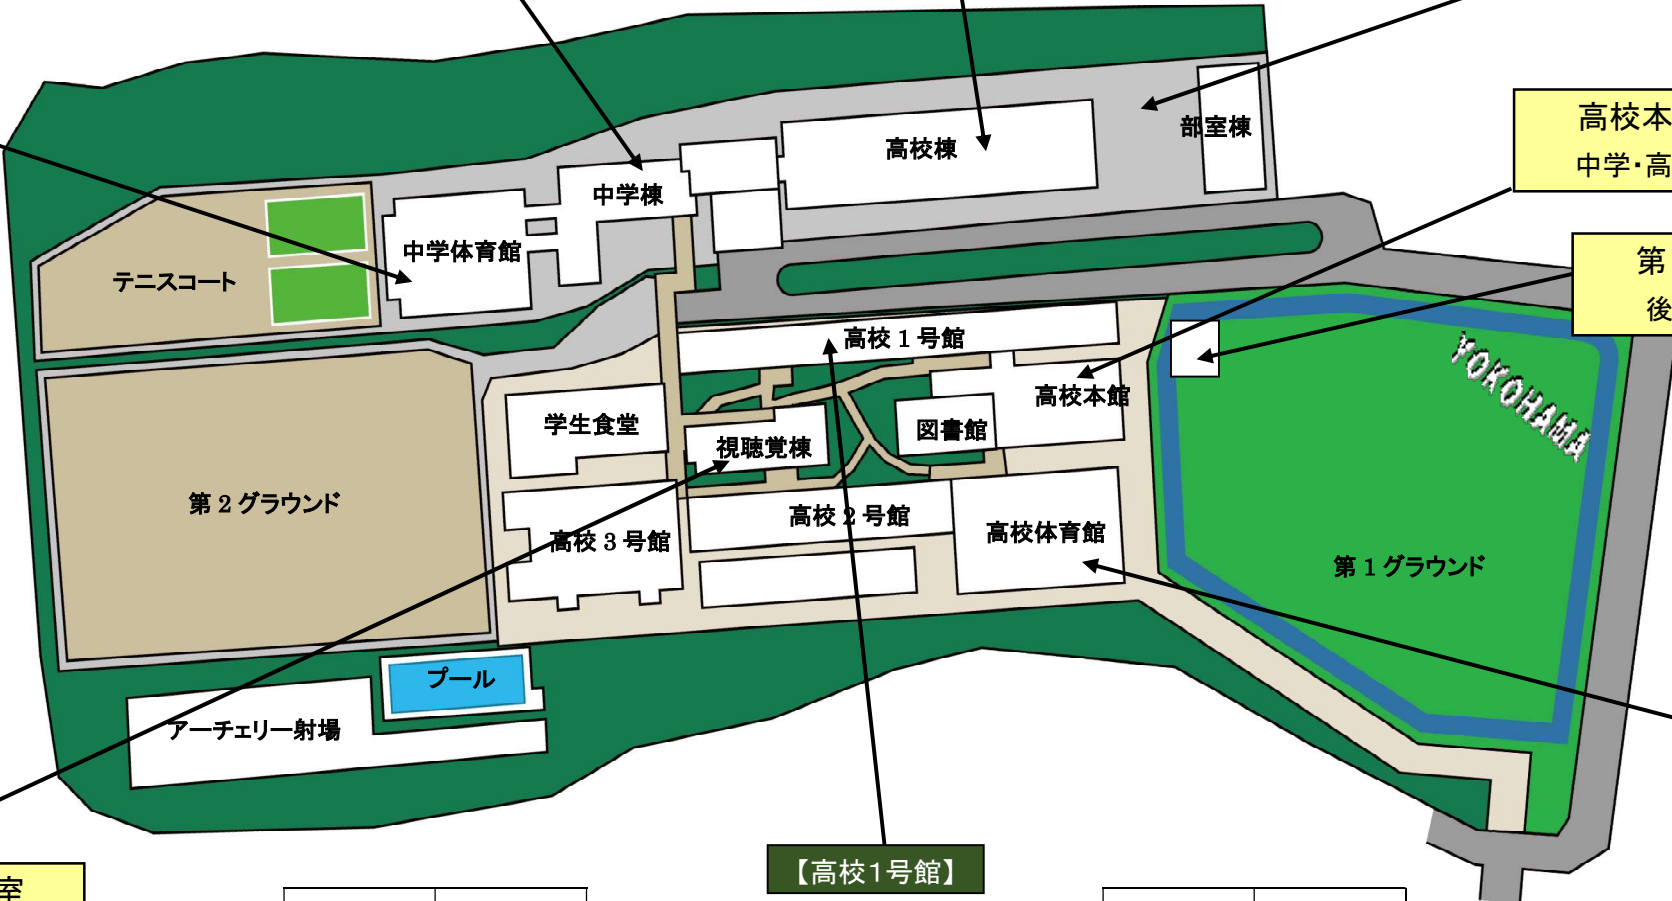 部室棟
高校本
中学・高
高校棟
中学棟
中学体育館
テニスコート
第
後
高校１号館
YOKOHAMA
高校本館
学生食堂
図書館
視聴覚棟
第２グラウンド
高校２号館
高校体育館
高校３号館
第１グラウンド
プール
アーチェリー射場
【高校１号館】
室